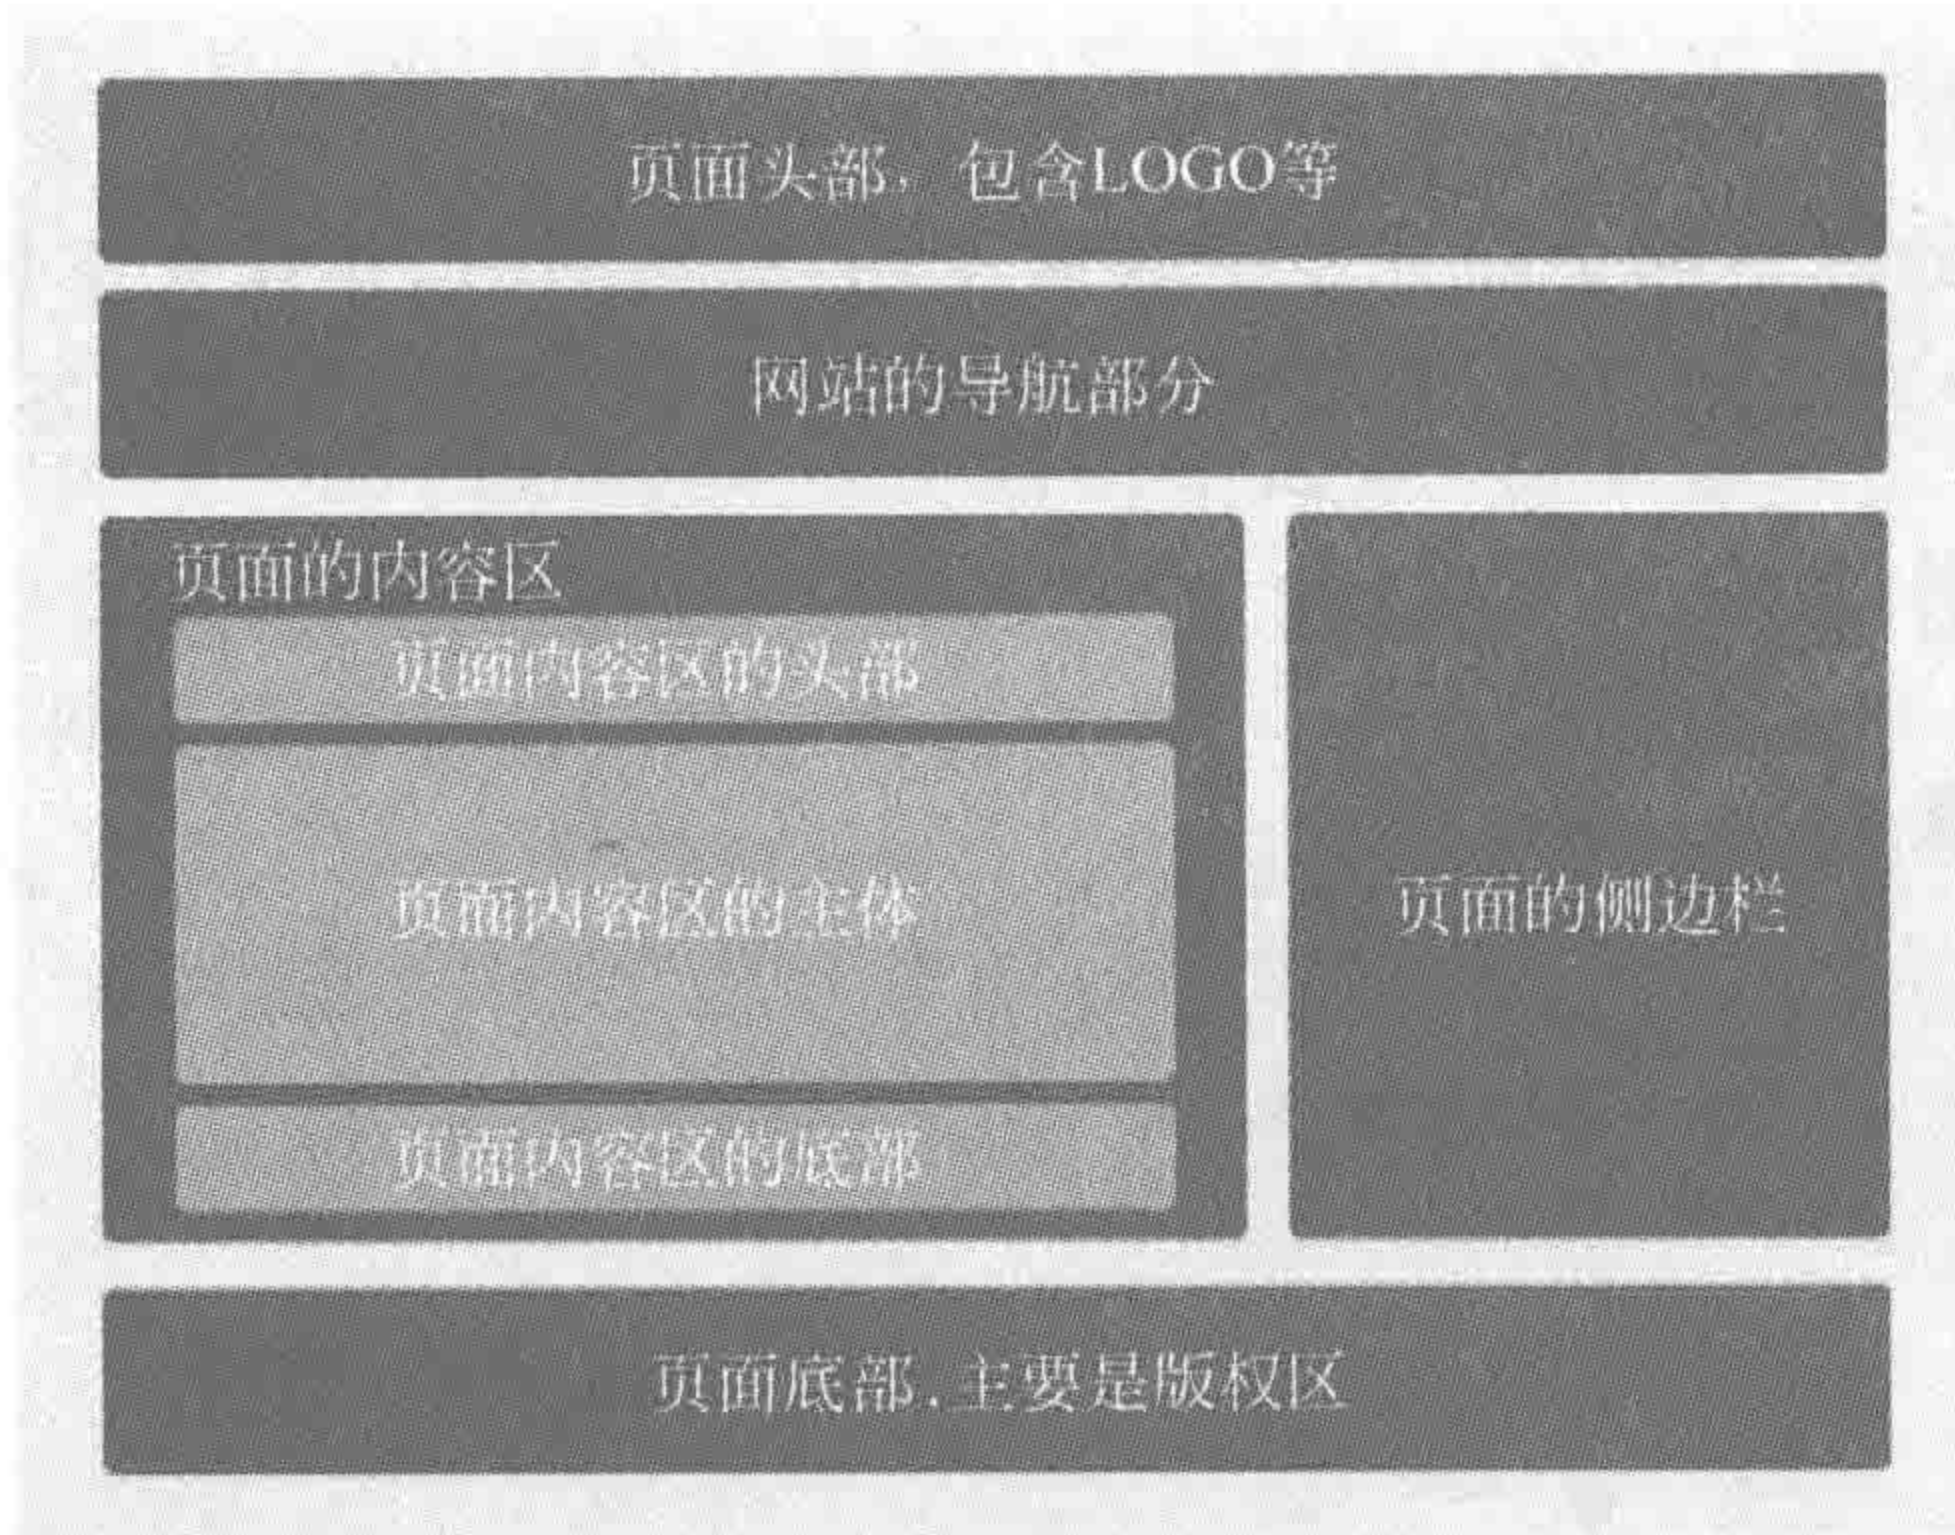 页面头部，包含LOGO等
网站的导航部分
页面的内容区
页面内容区的头部
页面内容区的主体
页面内容区的底部
页面的侧边栏
页面底部.主要是版权区